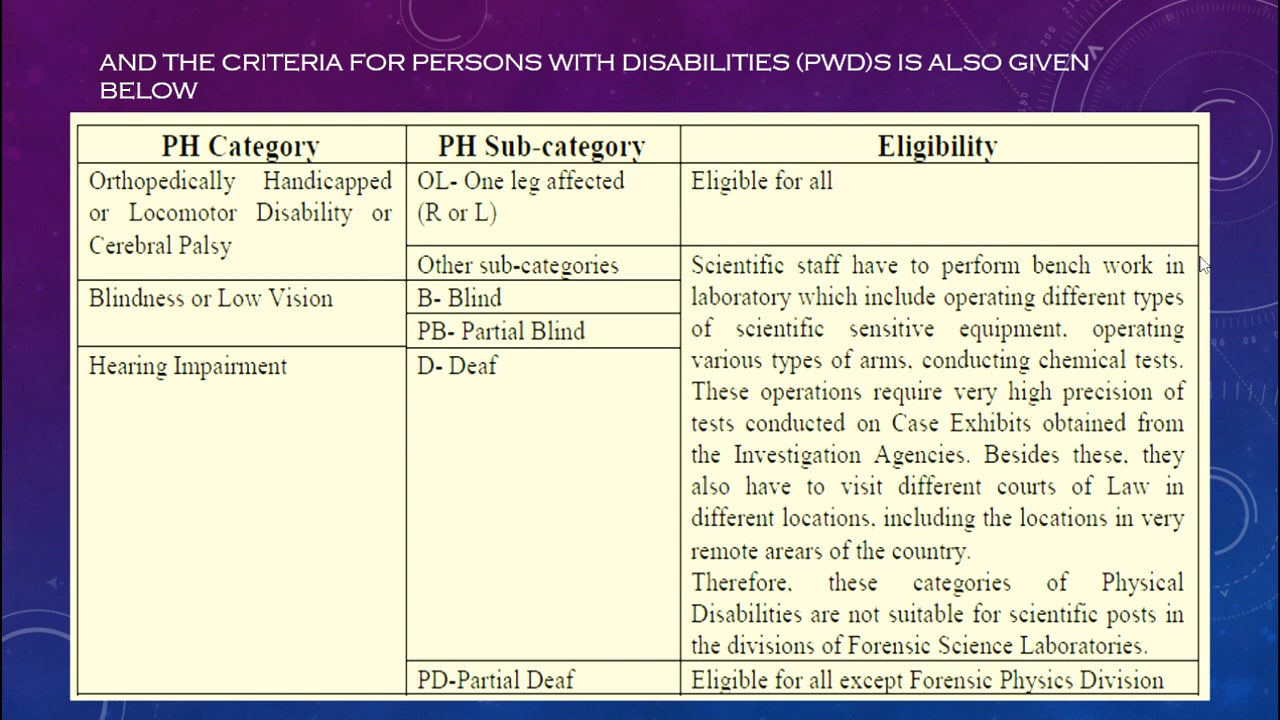 AND THE CRITERIA FOR PERSONS WITH DISABILITIES (PWD)S IS ALSO GIVEN
BELOW
PH Category
PH Sub-category
Eligibility
Orthopedically Handicapped
or Locomotor Disability or
Cerebral Palsy
OL- One leg affected
(R or L)
Eligible for all
Other sub-categories
Blindness or Low Vision
B- Blind
PB- Partial Blind
Hearing Impairment
D- Deaf
Scientific staff have to perform bench work in
laboratory which include operating different types
of scientific sensitive equipment, operating
various types of arms, conducting chemical tests.
These operations require very high precision of
tests conducted on Case Exhibits obtained from
the Investigation Agencies. Besides these, they
also have to visit different courts of Law in
different locations, including the locations in very
remote arears of the country.
Therefore, these categories of Physical
Disabilities are not suitable for scientific posts in
the divisions of Forensic Science Laboratories.
PD-Partial Deaf
Eligible for all except Forensic Physics Division